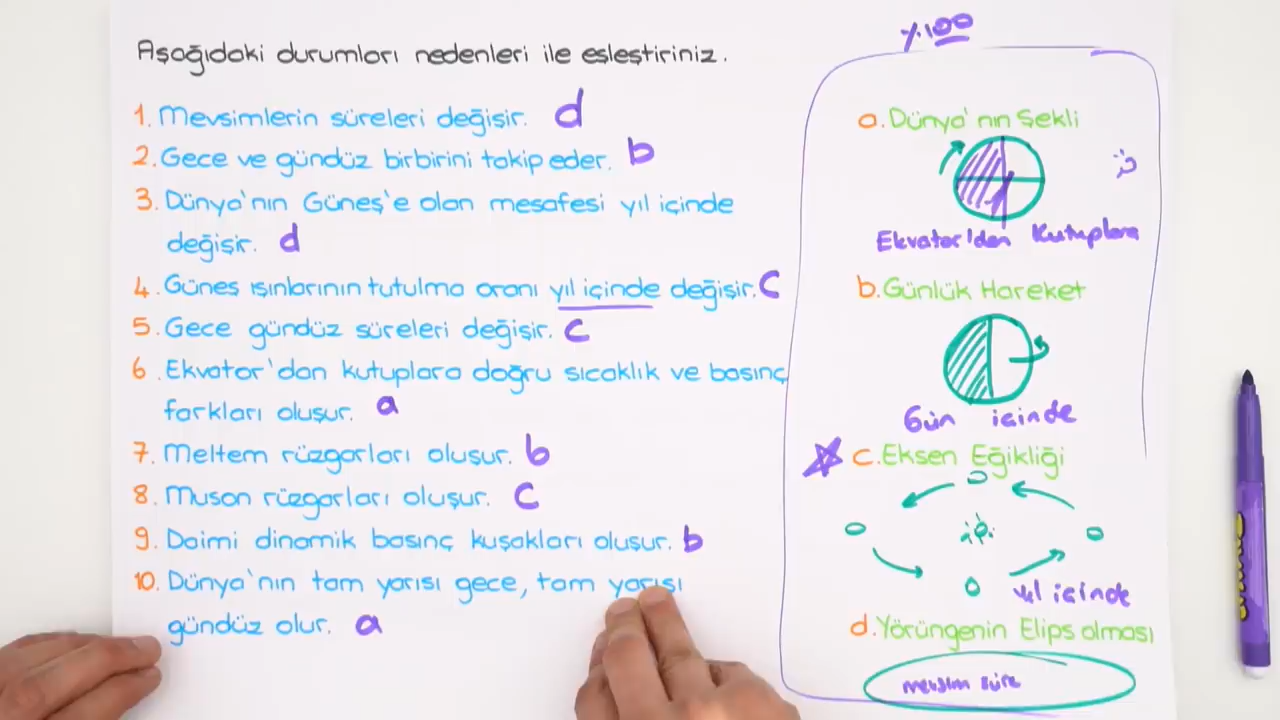 %100
Aşağıdaki durumları nedenleri ile eşleştiriniz.
1. Mevsimlerin süreleri değişir. d
2. Gece ve gündüz birbirini takip eder. b
3. Dünya'nın Güneş'e olan mesafesi yıl içinde
değişir. d
4. Güneş ışınlarının tutulma oranı yıl içinde değişir. C
5. Gece gündüz süreleri değişir. C
6. Ekvator'dan kutuplara doğru sıcaklık ve basınç
farkları oluşur. a
7. Meltem rüzgarları oluşur. b
8. Muson rüzgarları oluşur. C
9. Daimi dinamik basınç kuşakları oluşur. b
10. Dünya'nın tam yarısı gece, tam yarısı
gündüz olur. a
a. Dünya'nın Şekli
Ekvator'dan Kutuplara
b. Günlük Hareket
Gün içinde
c. Eksen Eğikliği
yıl içinde
d. Yörüngenin Elips olması
mevsim süre